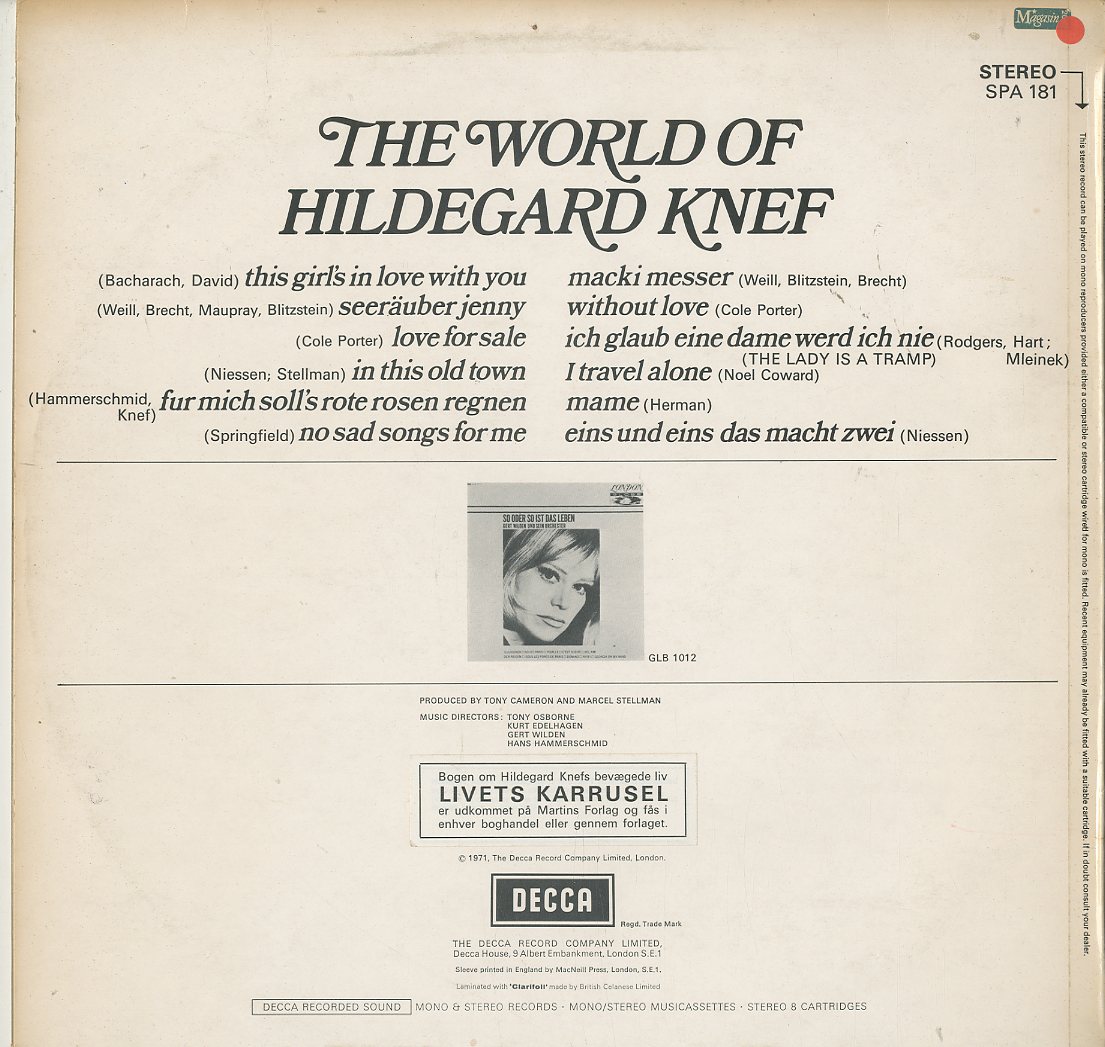 Magasin
STEREO
SPA 181
THE WORLD OF
HILDEGARD KNEF
(Bacharach, David) this girl's in love with you
(Weill, Brecht, Maupray, Blitzstein) seeräuber jenny
(Cole Porter) love for sale
(Niessen; Stellman) in this old town
(Hammerschmid, Knef) fur mich soll's rote rosen regnen
(Springfield) no sad songs for me
macki messer (Weill, Blitzstein, Brecht)
without love (Cole Porter)
ich glaub eine dame werd ich nie (Rodgers, Hart; Mleinek)
(THE LADY IS A TRAMP)
I travel alone (Noel Coward)
mame (Herman)
eins und eins das macht zwei (Niessen)
LONDON
GLOBE
SO ODER SO IST DAS LEBEN
GERT WILDEN UND SEIN ORCHESTER
GLB 1012
PRODUCED BY TONY CAMERON AND MARCEL STELLMAN
MUSIC DIRECTORS: TONY OSBORNE
KURT EDELHAGEN
GERT WILDEN
HANS HAMMERSCHMID
Bogen om Hildegard Knefs bevægede liv
LIVETS KARRUSEL
er udkommet på Martins Forlag og fås i
enhver boghandel eller gennem forlaget.
© 1971, The Decca Record Company Limited, London.
DECCA
Regd. Trade Mark
THE DECCA RECORD COMPANY LIMITED,
Decca House, 9 Albert Embankment, London S.E.1
Sleeve printed in England by MacNeill Press, London, S.E.1.
Laminated with 'Clarifoil' made by British Celanese Limited
DECCA RECORDED SOUND MONO & STEREO RECORDS · MONO/STEREO MUSICASSETTES · STEREO 8 CARTRIDGES
This stereo record can be played on mono reproducers provided either a compatible or stereo cartridge wired for mono is fitted. Recent equipment may already be fitted with a suitable cartridge. If in doubt consult your dealer.